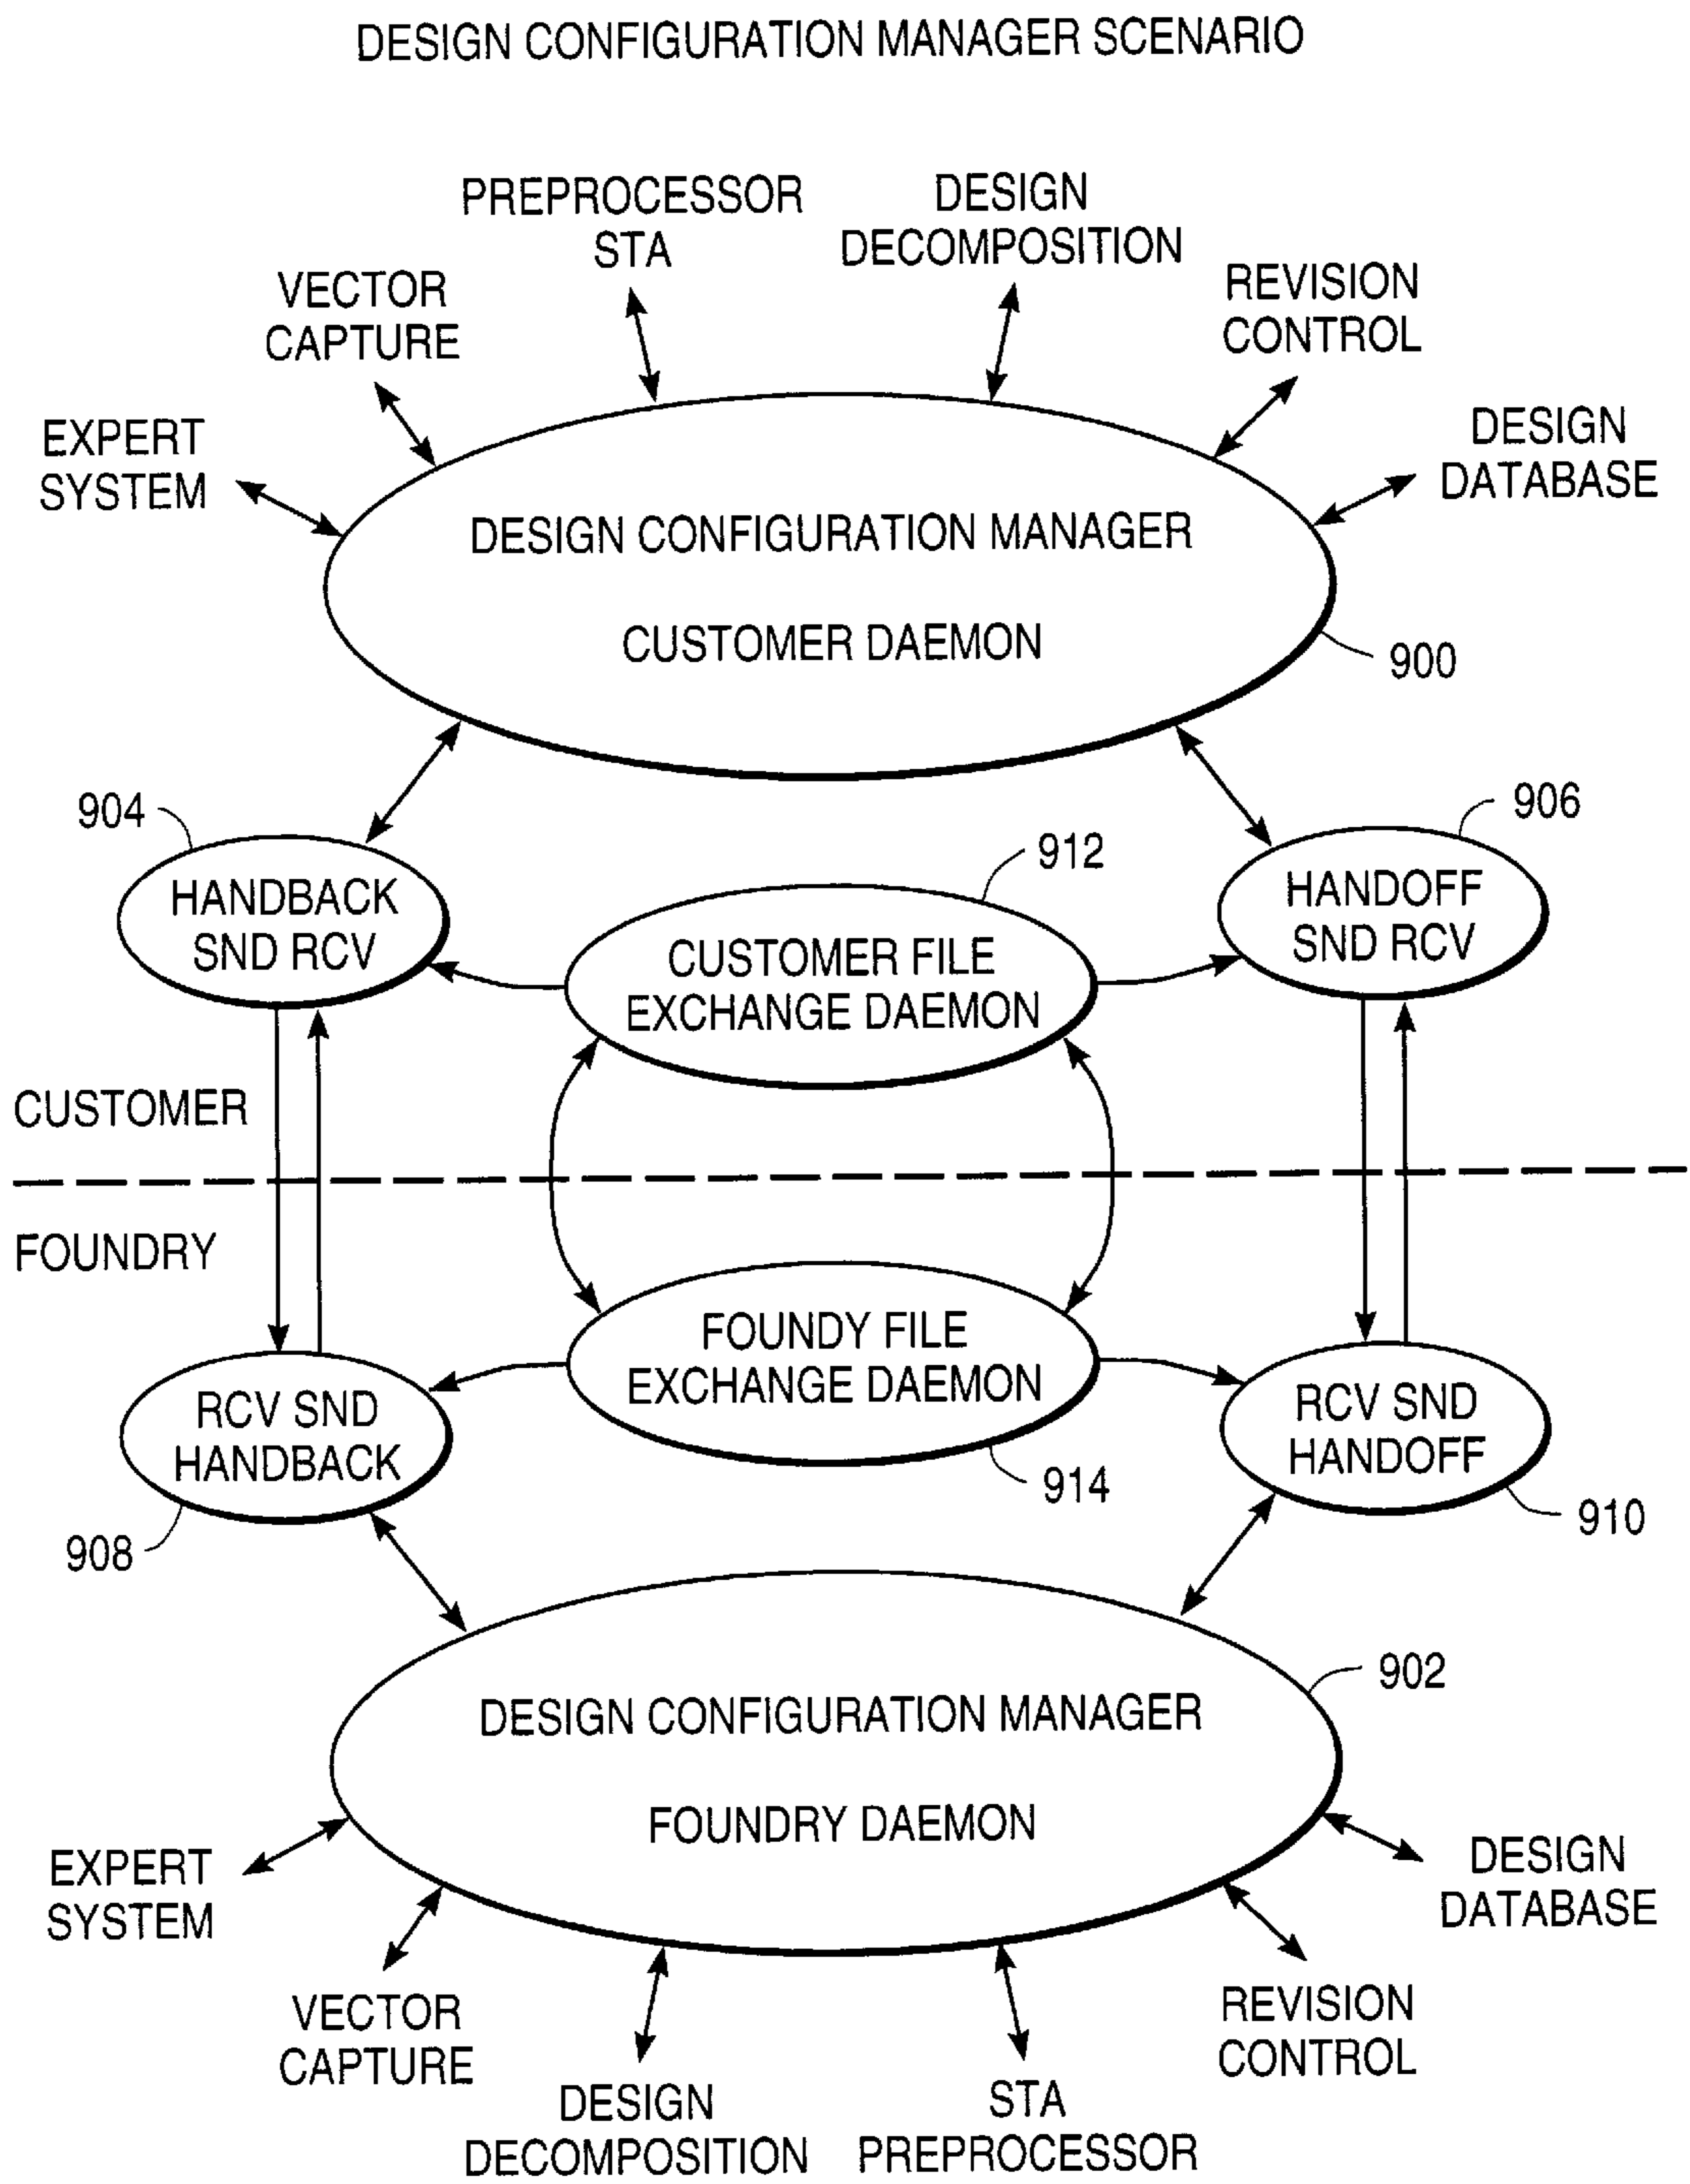 DESIGN CONFIGURATION MANAGER SCENARIO
PREPROCESSOR
STA
DESIGN
DECOMPOSITION
VECTOR
CAPTURE
REVISION
CONTROL
EXPERT
SYSTEM
DESIGN
DATABASE
DESIGN CONFIGURATION MANAGER
CUSTOMER DAEMON
900
904
906
912
HANDBACK
SND RCV
CUSTOMER FILE
EXCHANGE DAEMON
HANDOFF
SND RCV
CUSTOMER
FOUNDRY
FOUNDY FILE
EXCHANGE DAEMON
RCV SND
HANDBACK
RCV SND
HANDOFF
914
908
910
902
DESIGN CONFIGURATION MANAGER
FOUNDRY DAEMON
EXPERT
SYSTEM
DESIGN
DATABASE
VECTOR
CAPTURE
REVISION
CONTROL
DESIGN
DECOMPOSITION
STA
PREPROCESSOR